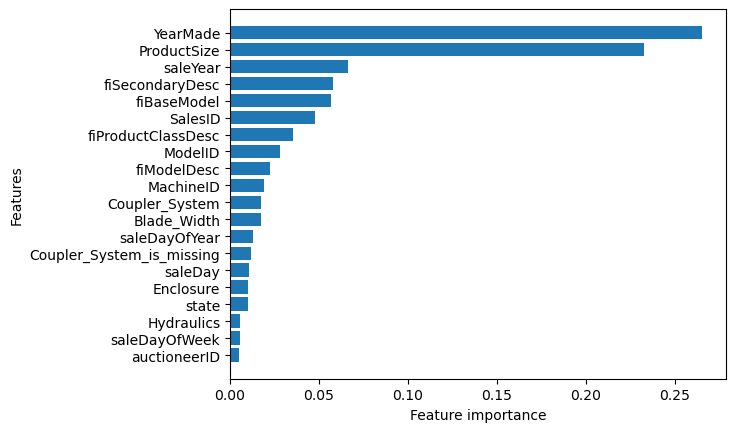 YearMade
ProductSize
saleYear
fiSecondaryDesc
fiBaseModel
SalesID
fiProductClassDesc
ModelID
fiModelDesc
MachineID
Coupler_System
Blade_Width
saleDayOfYear
Coupler_System_is_missing
saleDay
Enclosure
state
Hydraulics
saleDayOfWeek
auctioneerID
Features
0.00 0.05 0.10 0.15 0.20 0.25
Feature importance